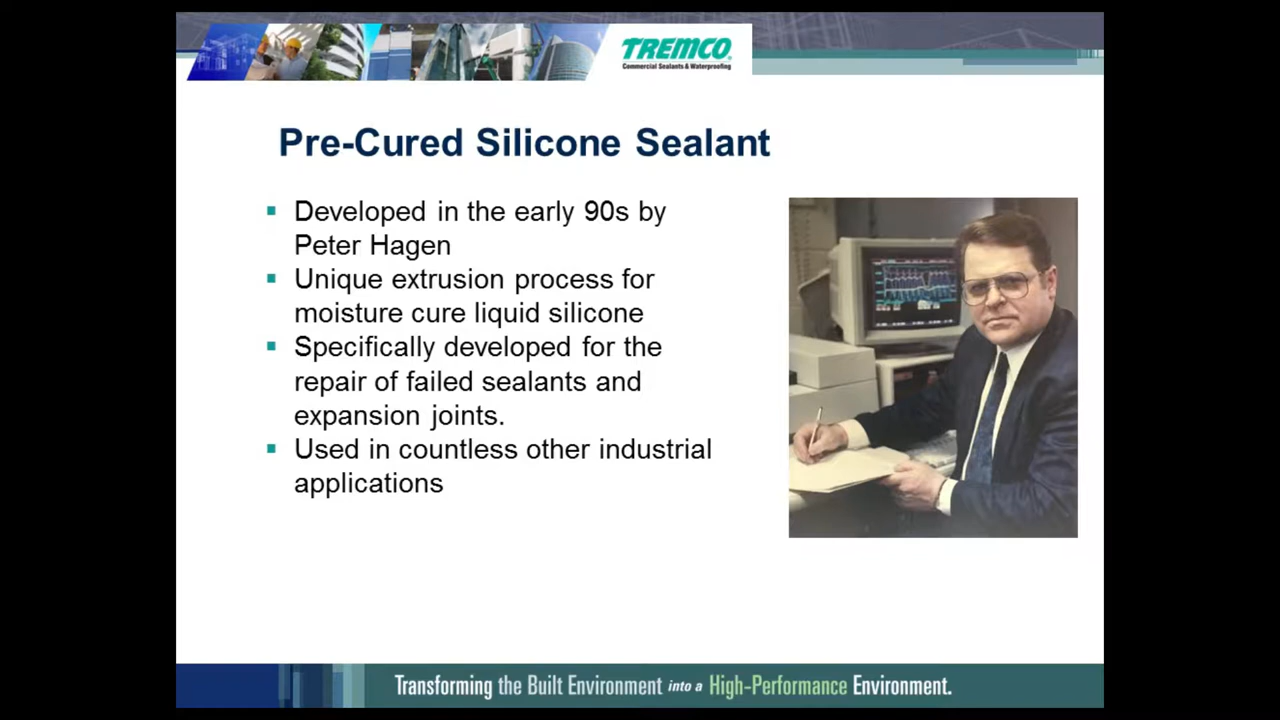 TREMCO
Commercial Sealants & Waterproofing
Pre-Cured Silicone Sealant
Developed in the early 90s by
Peter Hagen
Unique extrusion process for
moisture cure liquid silicone
Specifically developed for the
repair of failed sealants and
expansion joints.
Used in countless other industrial
applications
Transforming the Built Environment into a High-Performance Environment.